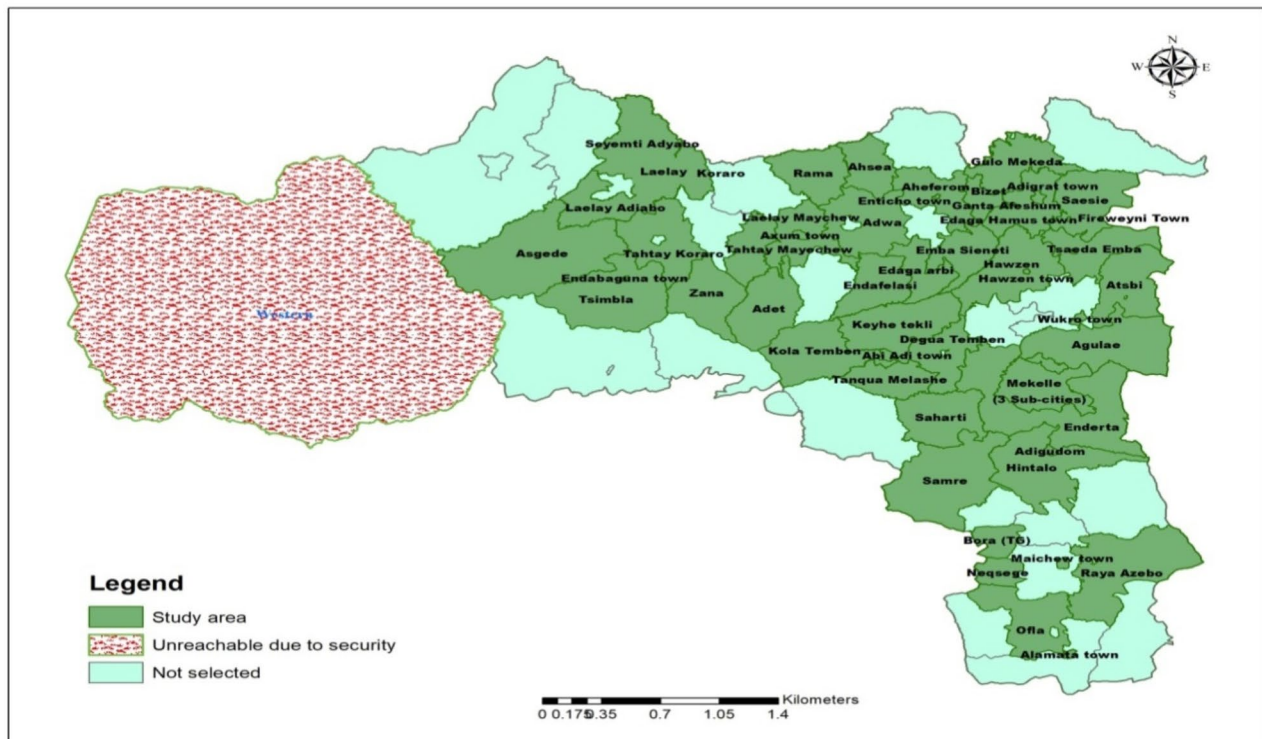 N
W E
S
Seyemti Adyabo
Laelay Koraro
Rama
Ahsea
Gulo Mekeda
Aheferom
Bizet
Adigrat town
Enticho town
Ganta Afeshum
Saesie
Laelay Adiabo
Laelay Maychew
Adwa
Edaga Hamus town
Fireweyni Town
Axum town
Asgede
Tahtay Koraro
Tahtay Mayechew
Emba Sieneti
Tsaeda Emba
Edaga arbi
Hawzen
Endabaguna town
Endafelasi
Hawzen town
Atsbi
Tsimbla
Zana
Adet
Western
Wukro town
Keyhe tekli
Degua Temben
Agulae
Kola Temben
Abi Adi town
Tanqua Melashe
Mekelle
(3 Sub-cities)
Saharti
Enderta
Adigudom
Hintalo
Samre
Bora (TG)
Maichew town
Neqsege
Raya Azebo
Ofla
Alamata town
Legend
Study area
Unreachable due to security
Not selected
Kilometers
0 0.175 0.35 0.7 1.05 1.4